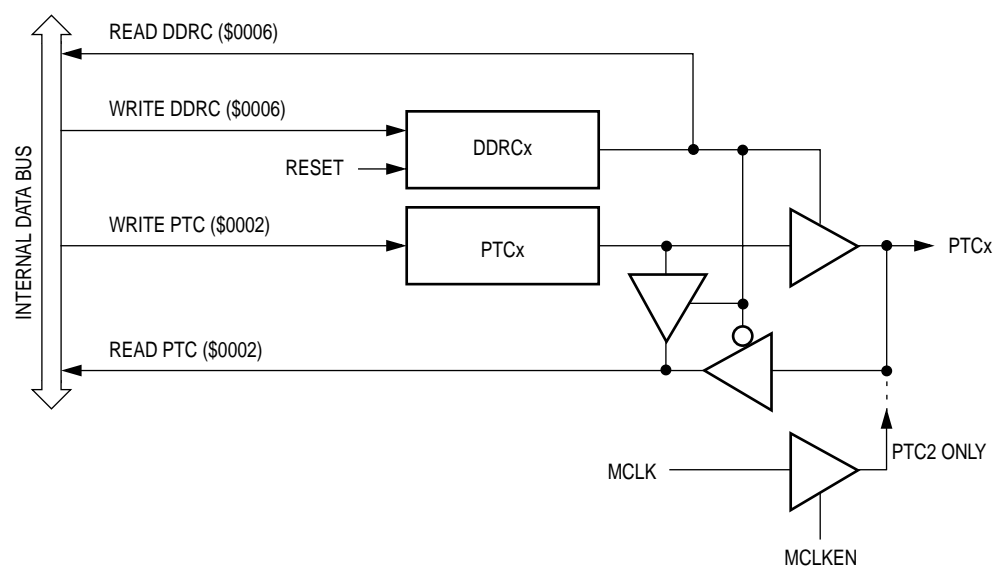 READ DDRC ($0006)
WRITE DDRC ($0006)
DDRCx
RESET
INTERNAL DATA BUS
WRITE PTC ($0002)
PTCx
PTCx
READ PTC ($0002)
PTC2 ONLY
MCLK
MCLKEN